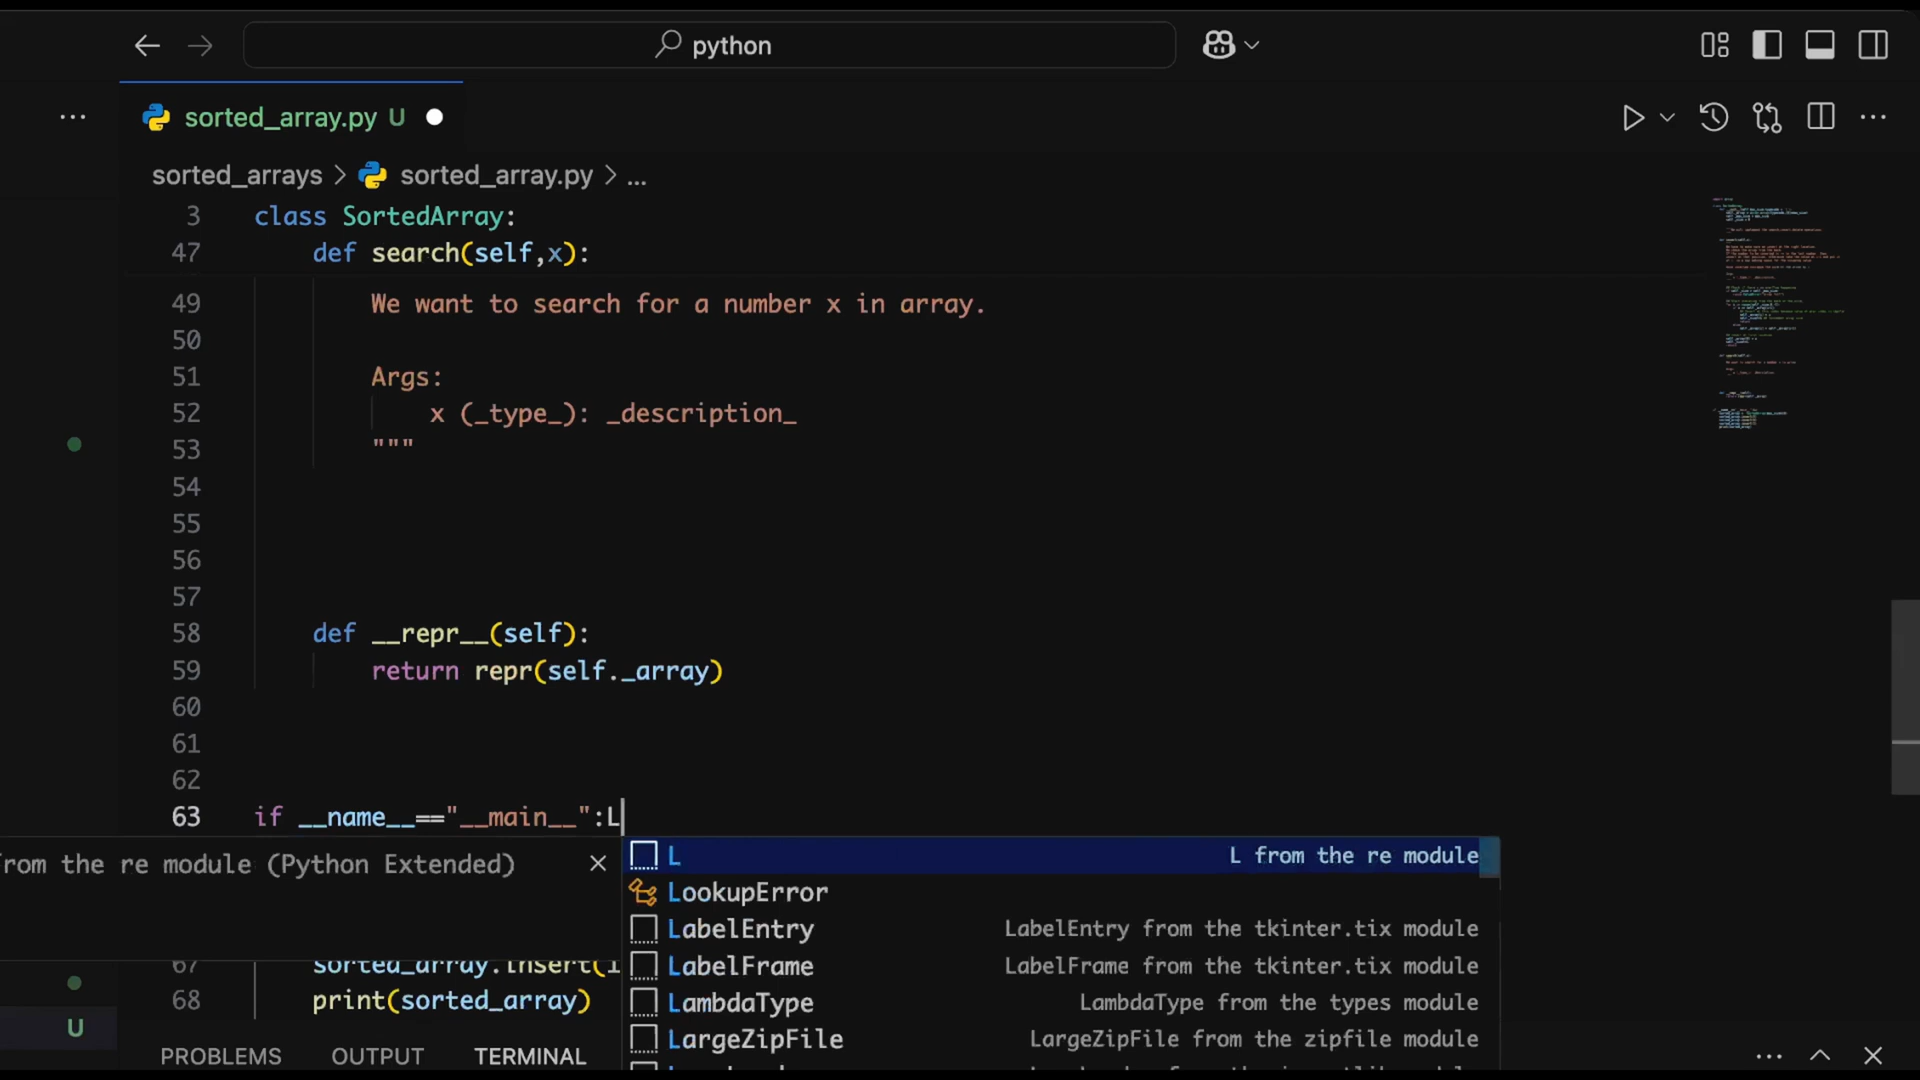 python
sorted_array.py U
sorted_arrays > sorted_array.py > ...
3 class SortedArray:
47 def search(self,x):
49 We want to search for a number x in array.
50
51 Args:
52 x (_type_): _description_
53 """
54
55
56
57
58 def __repr__(self):
59 return repr(self._array)
60
61
62
63 if __name__=="__main__":L
rom the re module (Python Extended)
L L from the re module
LookupError
LabelEntry LabelEntry from the tkinter.tix module
LabelFrame LabelFrame from the tkinter.tix module
LambdaType LambdaType from the types module
LargeZipFile LargeZipFile from the zipfile module
67 sorted_array.insert(
68 print(sorted_array)
U
PROBLEMS OUTPUT TERMINAL